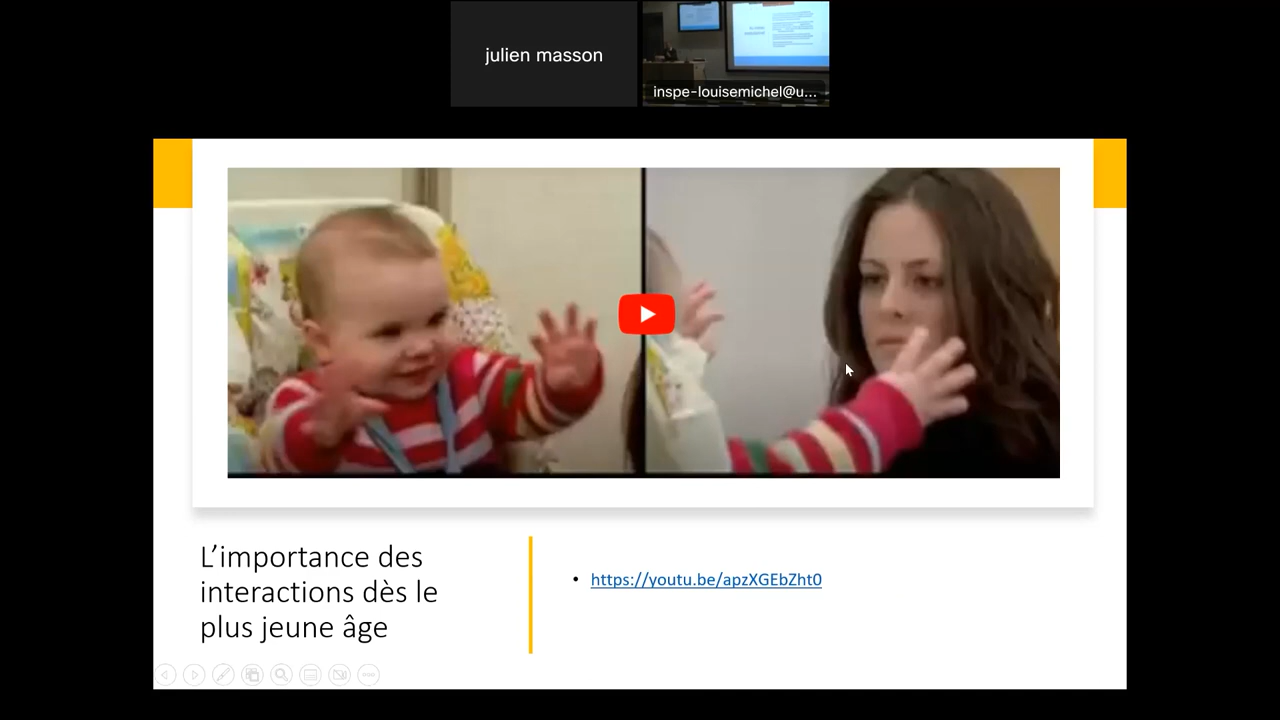 julien masson
inspe-louisemichel@u...
L'importance des
interactions dès le
plus jeune âge
• https://youtu.be/apzXGEbZht0